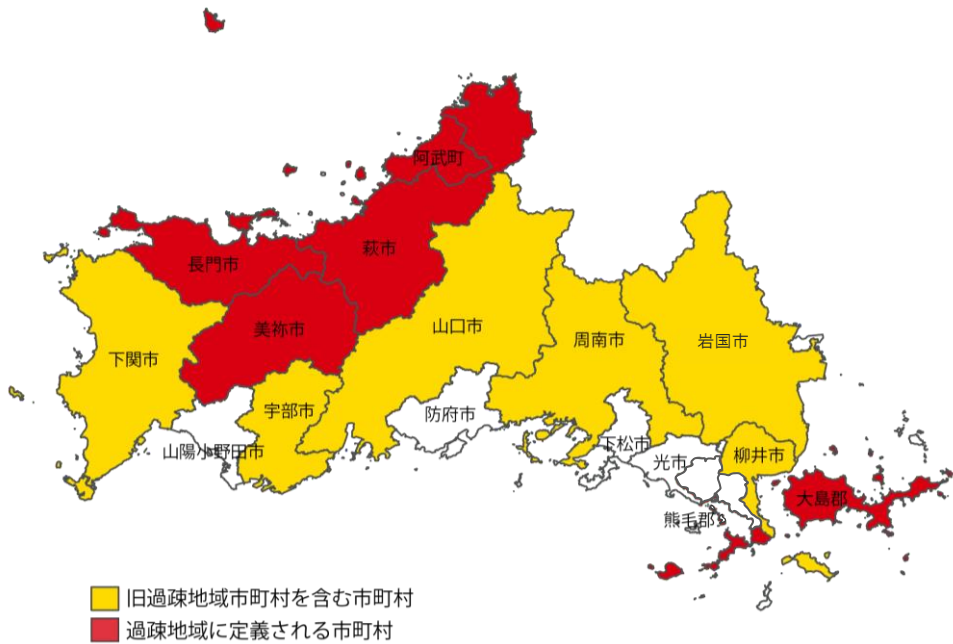 阿武町
萩市
長門市
美祢市
山口市
周南市
岩国市
下関市
宇部市
防府市
山陽小野田市
下松市
光市
柳井市
大島郡
熊毛郡
旧過疎地域市町村を含む市町村
過疎地域に定義される市町村